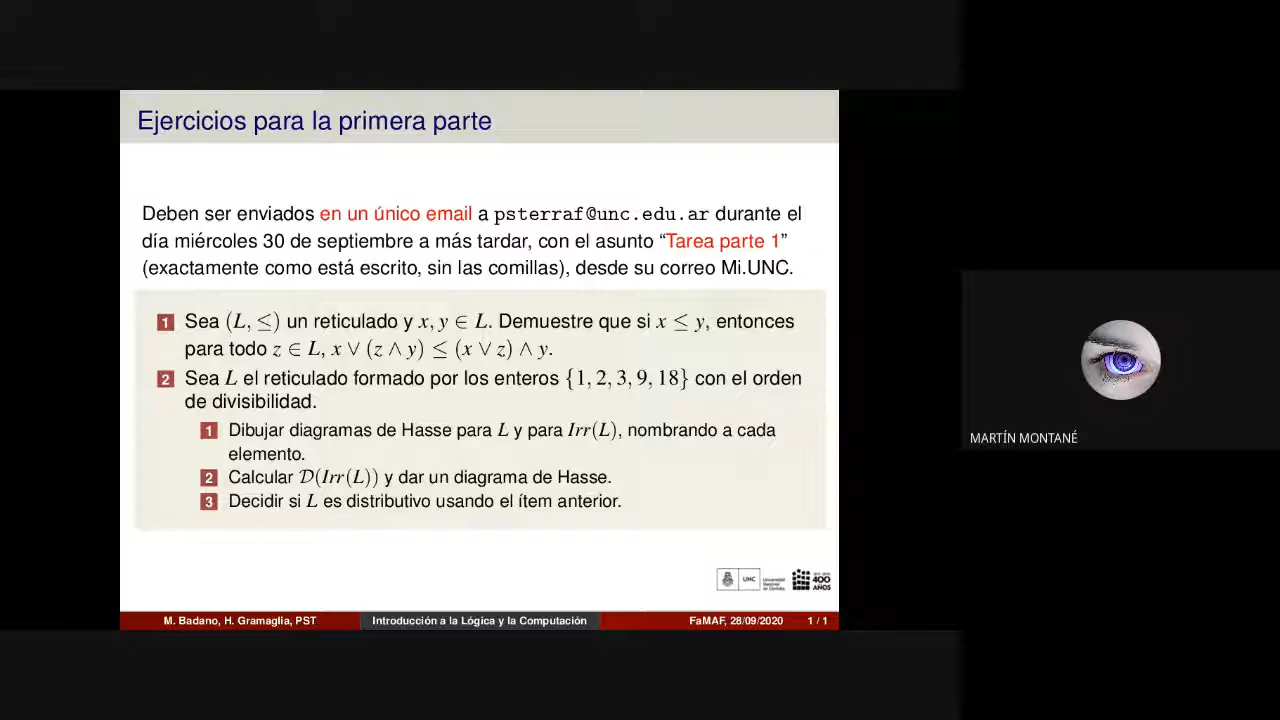 Ejercicios para la primera parte
Deben ser enviados en un único email a psterraf@unc.edu.ar durante el
día miércoles 30 de septiembre a más tardar, con el asunto “Tarea parte 1”
(exactamente como está escrito, sin las comillas), desde su correo Mi.UNC.
1 Sea (L, ≤) un reticulado y x, y ∈ L. Demuestre que si x ≤ y, entonces
para todo z ∈ L, x ∨ (z ∧ y) ≤ (x ∨ z) ∧ y.
2 Sea L el reticulado formado por los enteros {1, 2, 3, 9, 18} con el orden
de divisibilidad.
1 Dibujar diagramas de Hasse para L y para Irr(L), nombrando a cada
elemento.
2 Calcular 𝒟(Irr(L)) y dar un diagrama de Hasse.
3 Decidir si L es distributivo usando el ítem anterior.
MARTÍN MONTANÉ
UNC
400
AÑOS
M. Badano, H. Gramaglia, PST
Introducción a la Lógica y la Computación
FaMAF, 28/09/2020
1 / 1